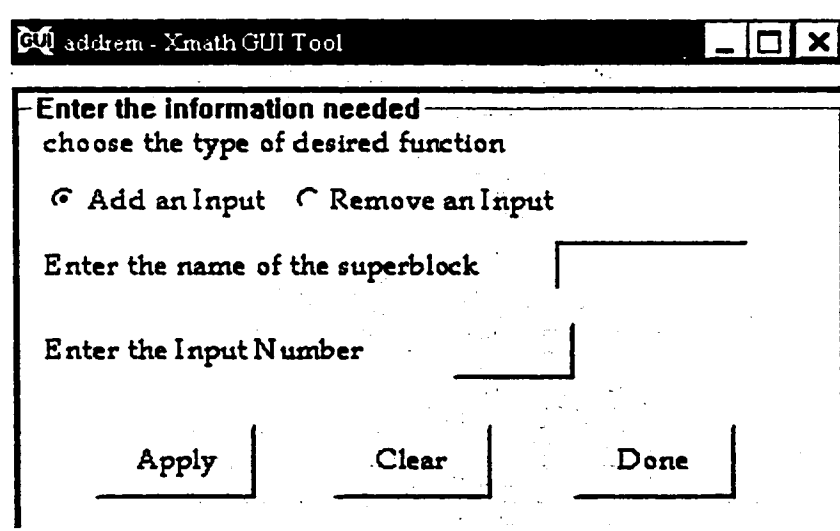 GUI addrem - Xmath GUI Tool
Enter the information needed
choose the type of desired function
Add an Input Remove an Input
Enter the name of the superblock
Enter the Input Number
Apply Clear Done